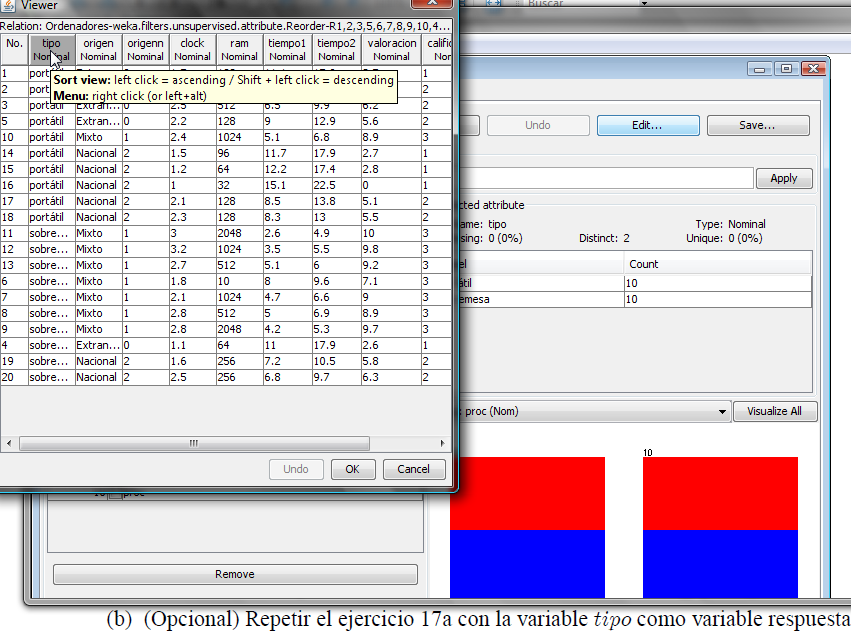 Viewer
Buscar
Relation: Ordenadores-weka.filters.unsupervised.attribute.Reorder-R1,2,3,5,6,7,8,9,10,4...
No. tipo origen origenn clock ram tiempo1 tiempo2 valoracion califi
Nominal Nominal Nominal Nominal Nominal Nominal Nominal Nominal Nominal
1 portá 1
2 port 2
Sort view: left click = ascending / Shift + left click = descending
Menu: right click (or left+alt)
3 portátil Extran... 0 2.5 512 6.5 9.9 6.2 2
5 portátil Extran... 0 2.2 128 9 12.9 5.6 2
10 portátil Mixto 1 2.4 1024 5.1 6.8 8.9 3
14 portátil Nacional 2 1.5 96 11.7 17.9 2.7 1
15 portátil Nacional 2 1.2 64 12.2 17.4 2.8 1
16 portátil Nacional 2 1 32 15.1 22.5 0 1
17 portátil Nacional 2 2.1 128 8.5 13.8 5.1 2
18 portátil Nacional 2 2.3 128 8.3 13 5.5 2
11 sobre... Mixto 1 3 2048 2.6 4.9 10 3
12 sobre... Mixto 1 3.2 1024 3.5 5.5 9.8 3
13 sobre... Mixto 1 2.7 512 5.1 6 9.2 3
6 sobre... Mixto 1 1.8 10 8 9.6 7.1 3
7 sobre... Mixto 1 2.1 1024 4.7 6.6 9 3
8 sobre... Mixto 1 2.8 512 5 6.9 8.9 3
9 sobre... Mixto 1 2.8 2048 4.2 5.3 9.7 3
4 sobre... Extran... 0 1.1 64 11 17.9 2.6 1
19 sobre... Nacional 2 1.6 256 7.2 10.5 5.8 2
20 sobre... Nacional 2 2.5 256 6.8 9.7 6.3 2
Undo OK Cancel
Undo Edit... Save...
Apply
cted attribute
ame: tipo Type: Nominal
sing: 0 (0%) Distinct: 2 Unique: 0 (0%)
el Count
átil 10
emesa 10
: proc (Nom) Visualize All
10
10 proc
Remove
(b) (Opcional) Repetir el ejercicio 17a con la variable tipo como variable respuesta